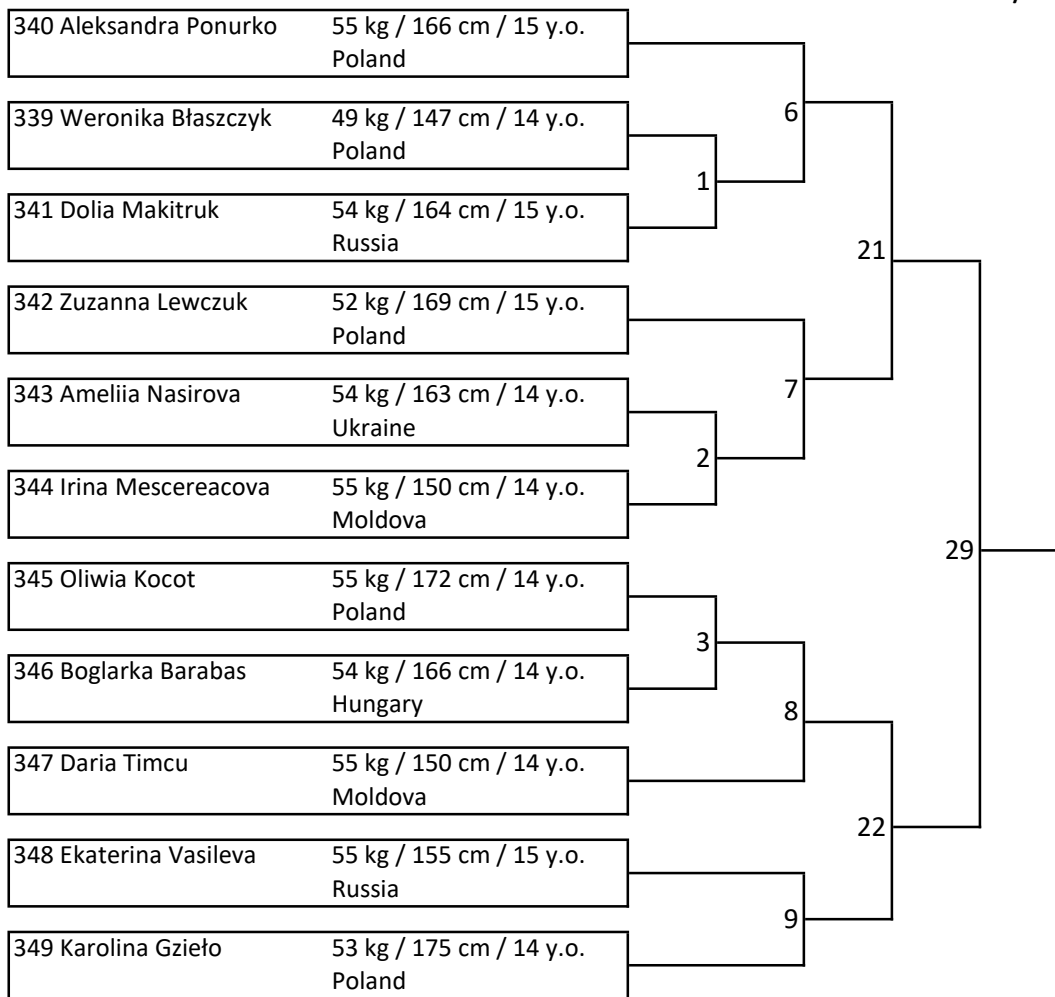 340 Aleksandra Ponurko 55 kg / 166 cm / 15 y.o.
Poland
6
339 Weronika Błaszczyk 49 kg / 147 cm / 14 y.o.
Poland
1
341 Dolia Makitruk 54 kg / 164 cm / 15 y.o.
Russia
21
342 Zuzanna Lewczuk 52 kg / 169 cm / 15 y.o.
Poland
7
343 Ameliia Nasirova 54 kg / 163 cm / 14 y.o.
Ukraine
2
344 Irina Mescereacova 55 kg / 150 cm / 14 y.o.
Moldova
29
345 Oliwia Kocot 55 kg / 172 cm / 14 y.o.
Poland
3
346 Boglarka Barabas 54 kg / 166 cm / 14 y.o.
Hungary
8
347 Daria Timcu 55 kg / 150 cm / 14 y.o.
Moldova
22
348 Ekaterina Vasileva 55 kg / 155 cm / 15 y.o.
Russia
9
349 Karolina Gzieło 53 kg / 175 cm / 14 y.o.
Poland